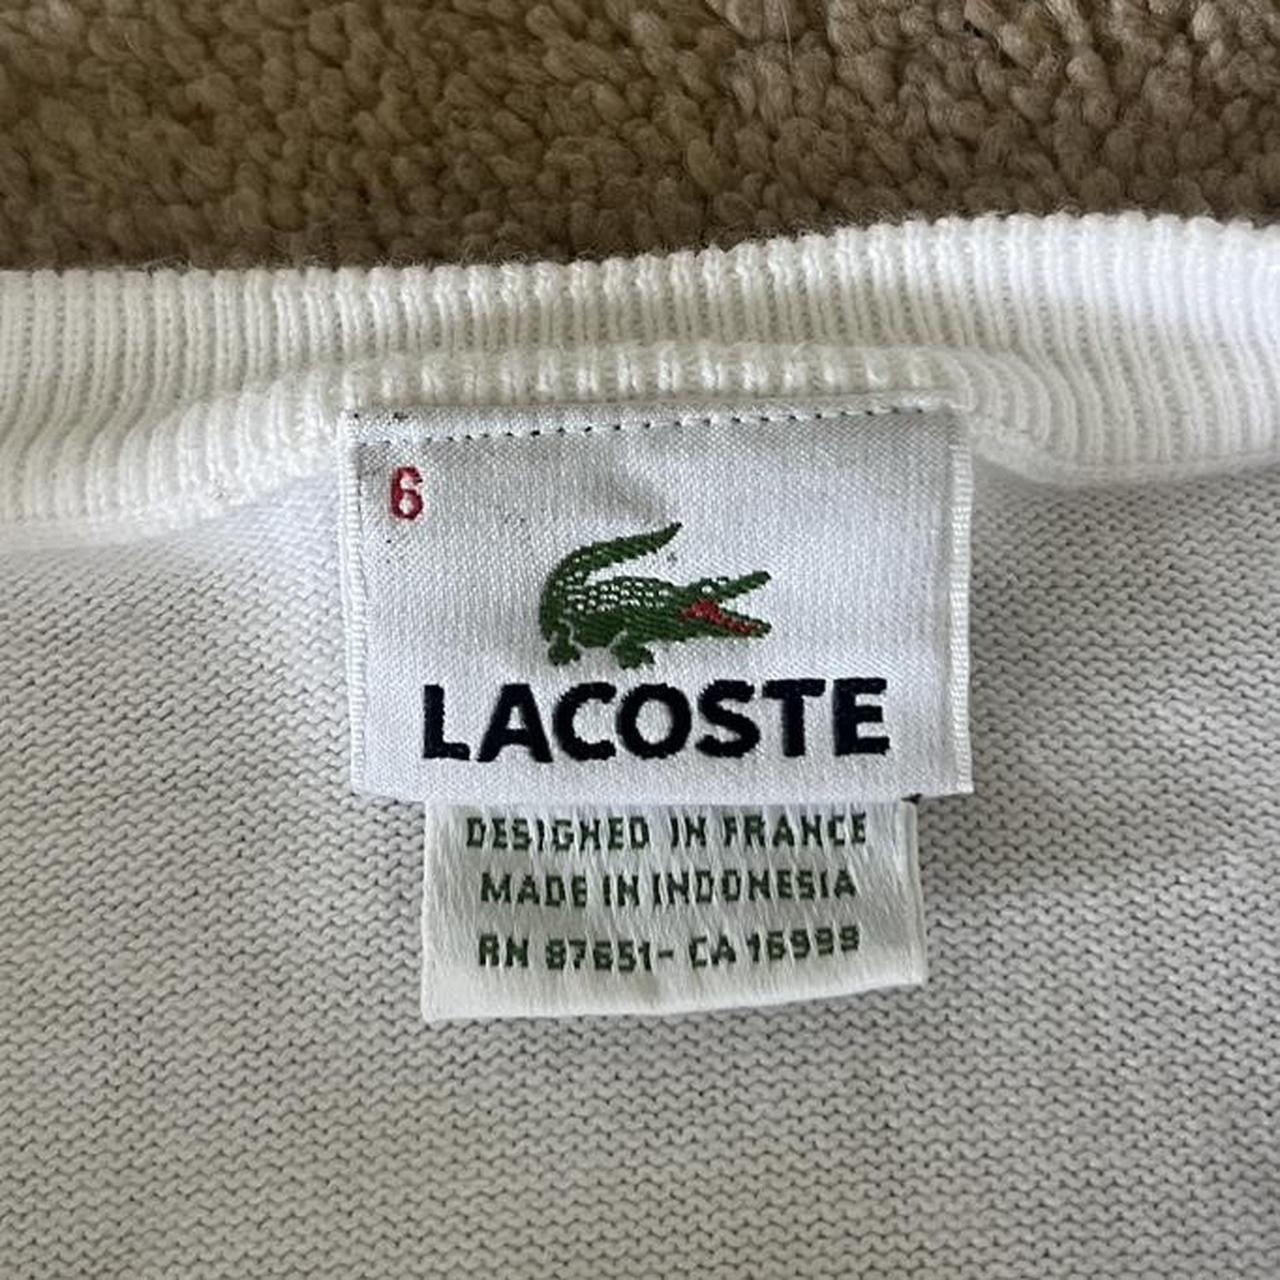 6
LACOSTE
DESIGNED IN FRANCE
MADE IN INDONESIA
RN 87651- CA 16999